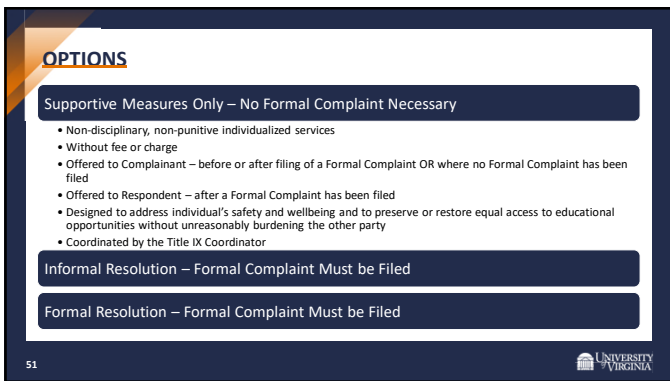 OPTIONS
Supportive Measures Only – No Formal Complaint Necessary
• Non-disciplinary, non-punitive individualized services
• Without fee or charge
• Offered to Complainant – before or after filing of a Formal Complaint OR where no Formal Complaint has been
filed
• Offered to Respondent – after a Formal Complaint has been filed
• Designed to address individual's safety and wellbeing and to preserve or restore equal access to educational
opportunities without unreasonably burdening the other party
• Coordinated by the Title IX Coordinator
Informal Resolution – Formal Complaint Must be Filed
Formal Resolution – Formal Complaint Must be Filed
51
UNIVERSITY
of VIRGINIA